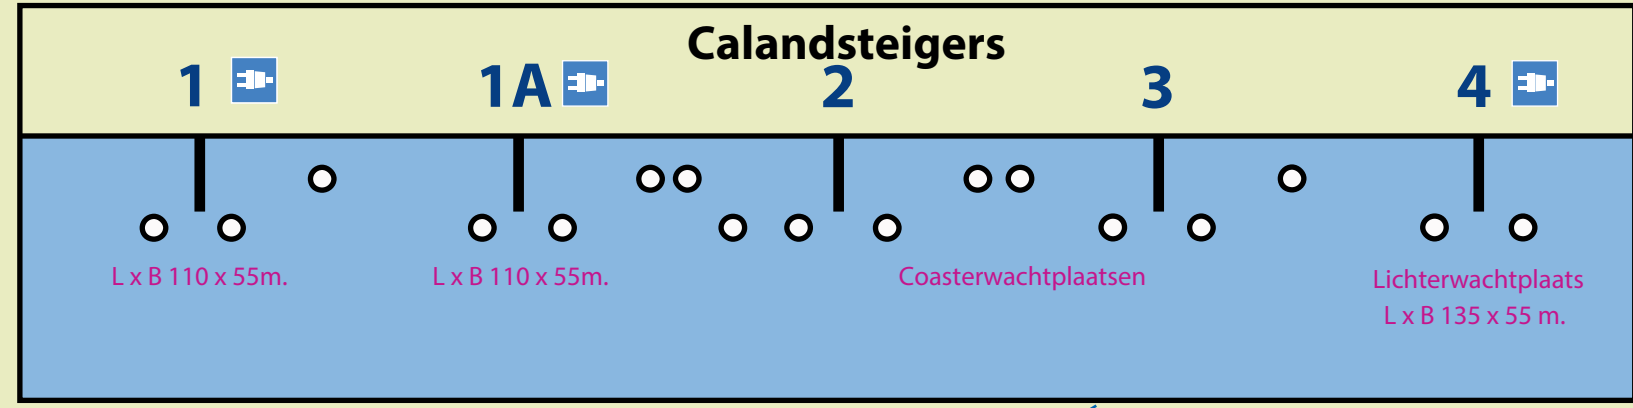 Calandsteigers
1 1A 2 3 4
L x B 110 x 55m. L x B 110 x 55m. Coasterwachtplaatsen Lichterwachtplaats
L x B 135 x 55 m.